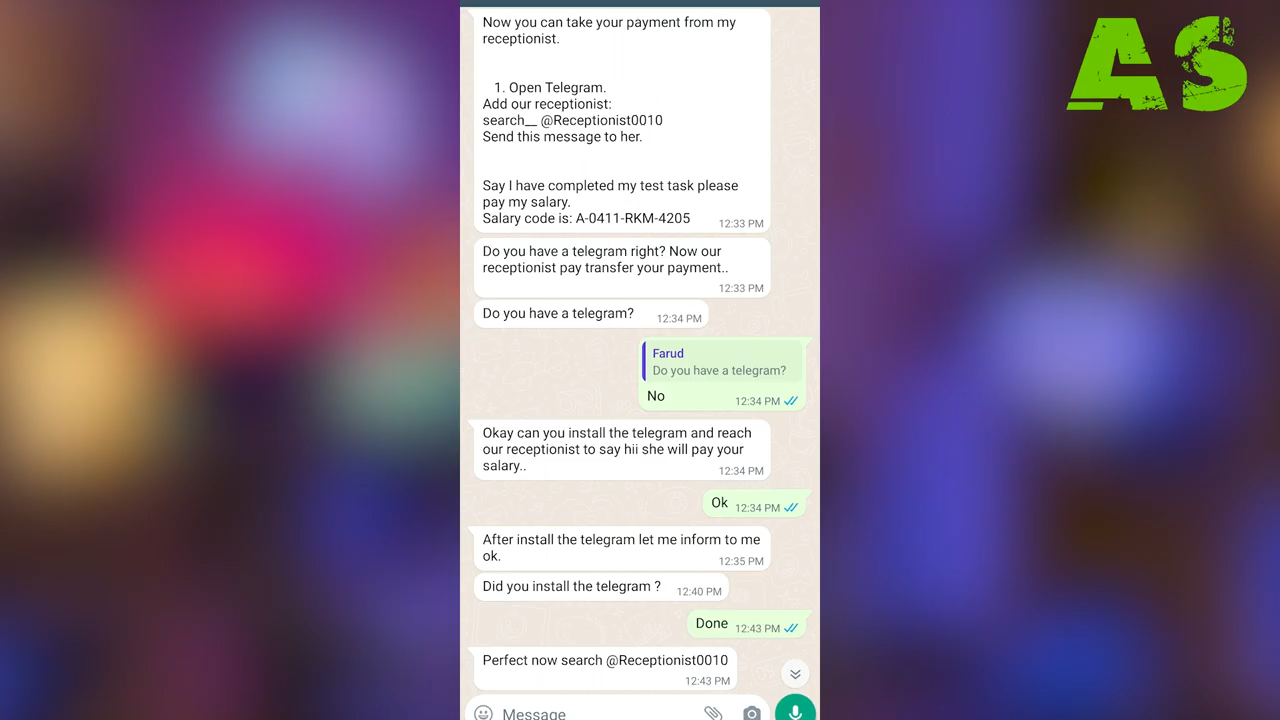 AS
Now you can take your payment from my
receptionist.
1. Open Telegram.
Add our receptionist:
search__ @Receptionist0010
Send this message to her.
Say I have completed my test task please
pay my salary.
Salary code is: A-0411-RKM-4205
12:33 PM
Do you have a telegram right? Now our
receptionist pay transfer your payment..
12:33 PM
Do you have a telegram?
12:34 PM
Farud
Do you have a telegram?
No
12:34 PM
Okay can you install the telegram and reach
our receptionist to say hii she will pay your
salary..
12:34 PM
Ok
12:34 PM
After install the telegram let me inform to me
ok.
12:35 PM
Did you install the telegram ?
12:40 PM
Done
12:43 PM
Perfect now search @Receptionist0010
12:43 PM
Message